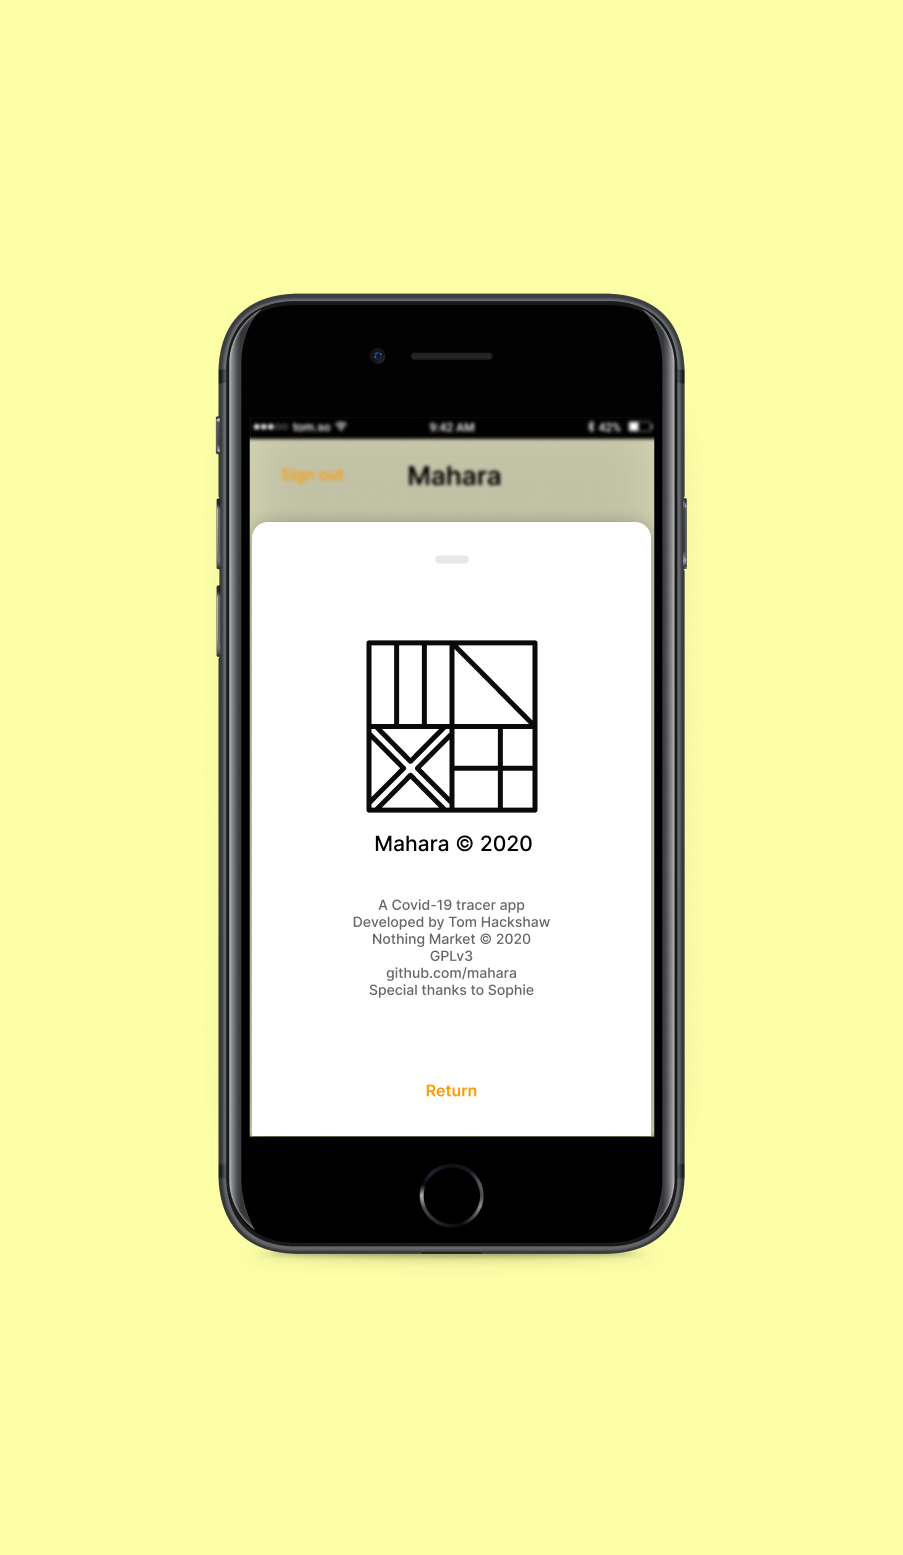 tom.so 9:42 AM 42%
Sign out Mahara
Mahara © 2020
A Covid-19 tracer app
Developed by Tom Hackshaw
Nothing Market © 2020
GPLv3
github.com/mahara
Special thanks to Sophie
Return